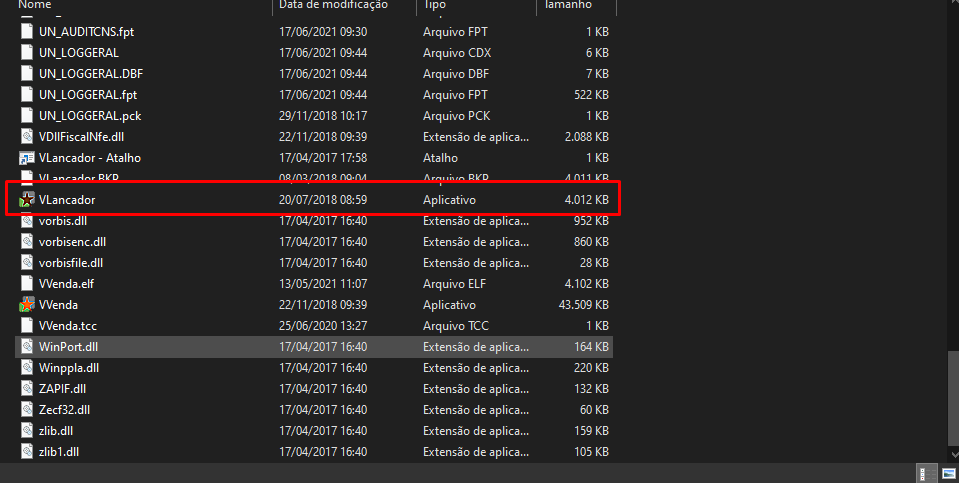 Nome Data de modificação Tipo Tamanho
UN_AUDITCNS.fpt 17/06/2021 09:30 Arquivo FPT 1 KB
UN_LOGGERAL 17/06/2021 09:44 Arquivo CDX 6 KB
UN_LOGGERAL.DBF 17/06/2021 09:44 Arquivo DBF 7 KB
UN_LOGGERAL.fpt 17/06/2021 09:44 Arquivo FPT 522 KB
UN_LOGGERAL.pck 29/11/2018 10:17 Arquivo PCK 1 KB
VDllFiscalNfe.dll 22/11/2018 09:39 Extensão de aplica... 2.088 KB
VLancador - Atalho 17/04/2017 17:58 Atalho 1 KB
VLancador.BKP 08/03/2018 09:04 Arquivo BKP 4.011 KB
VLancador 20/07/2018 08:59 Aplicativo 4.012 KB
vorbis.dll 17/04/2017 16:40 Extensão de aplica... 952 KB
vorbisenc.dll 17/04/2017 16:40 Extensão de aplica... 860 KB
vorbisfile.dll 17/04/2017 16:40 Extensão de aplica... 28 KB
VVenda.elf 13/05/2021 11:07 Arquivo ELF 4.102 KB
VVenda 22/11/2018 09:39 Aplicativo 43.509 KB
VVenda.tcc 25/06/2020 13:27 Arquivo TCC 1 KB
WinPort.dll 17/04/2017 16:40 Extensão de aplica... 164 KB
Winppla.dll 17/04/2017 16:40 Extensão de aplica... 220 KB
ZAPIF.dll 17/04/2017 16:40 Extensão de aplica... 132 KB
Zecf32.dll 17/04/2017 16:40 Extensão de aplica... 60 KB
zlib.dll 17/04/2017 16:40 Extensão de aplica... 159 KB
zlib1.dll 17/04/2017 16:40 Extensão de aplica... 105 KB